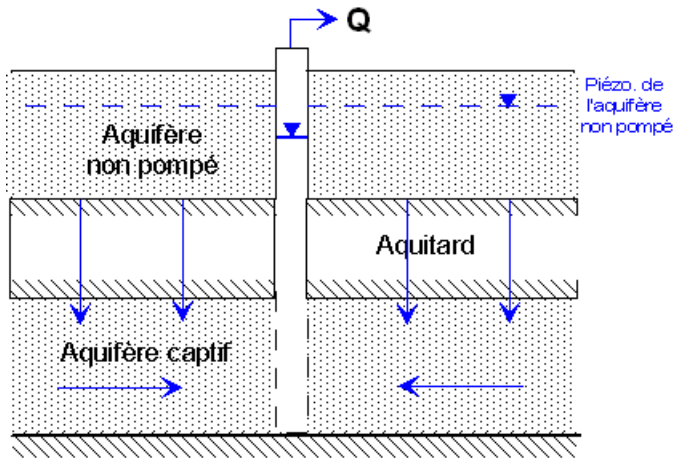 Q
Piézo. de
l'aquifère
non pompé
Aquifère
non pompé
Aquitard
Aquifère captif